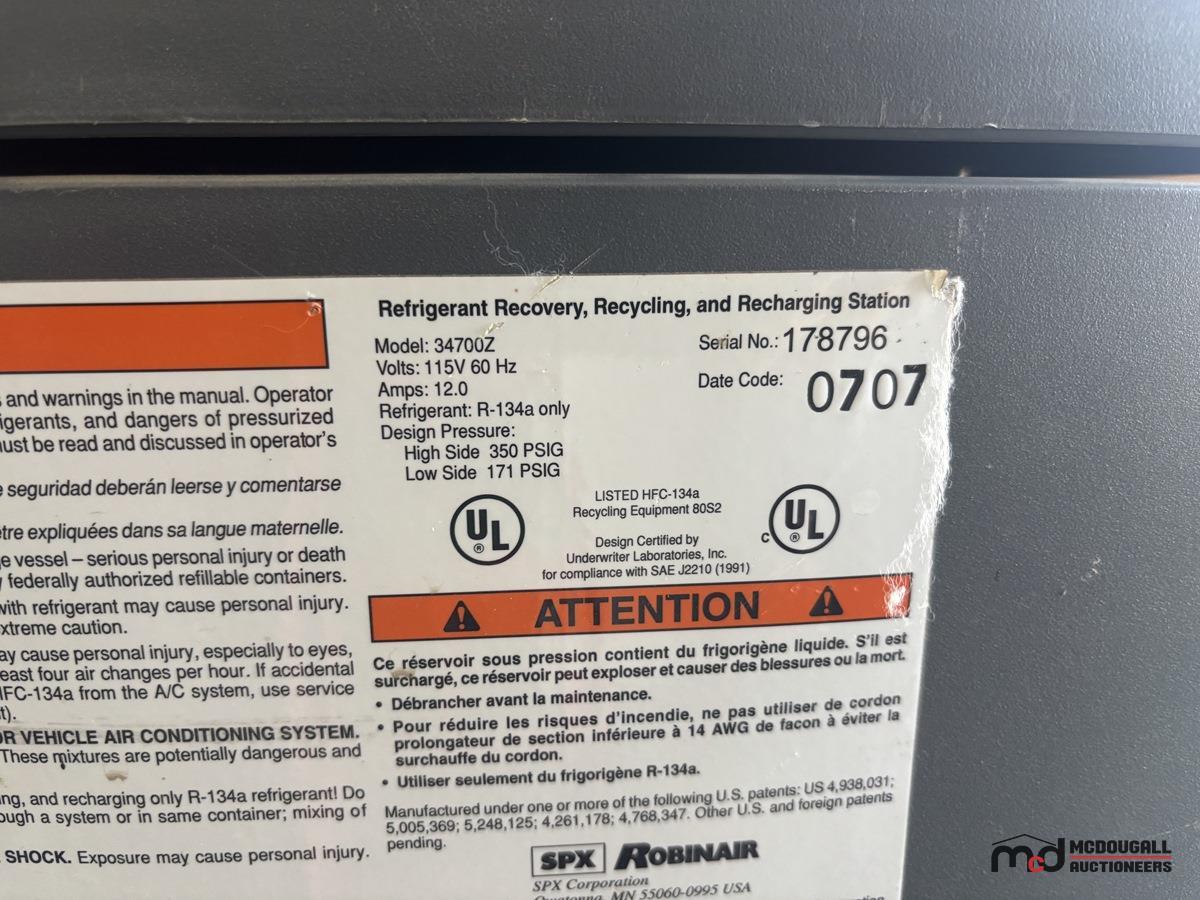 and warnings in the manual. Operator
and dangers of pressurized
must be read and discussed in operator's
seguridad deberán leerse y comentarse
expliquées dans sa langue maternelle.
vessel – serious personal injury or death
federally authorized refillable containers.
with refrigerant may cause personal injury.
caution.
cause personal injury, especially to eyes,
four air changes per hour. If accidental
from the A/C system, use service
VEHICLE AIR CONDITIONING SYSTEM.
These mixtures are potentially dangerous and
and recharging only R-134a refrigerant! Do
a system or in same container; mixing of
SHOCK. Exposure may cause personal injury.
Refrigerant Recovery, Recycling, and Recharging Station
Model: 34700Z
Volts: 115V 60 Hz
Amps: 12.0
Refrigerant: R-134a only
Design Pressure:
High Side 350 PSIG
Low Side 171 PSIG
Serial No.: 178796
Date Code: 0707
UL ®
LISTED HFC-134a
Recycling Equipment 80S2
Design Certified by
Underwriter Laboratories, Inc.
for compliance with SAE J2210 (1991)
C UL ®
ATTENTION
Ce réservoir sous pression contient du frigorigène liquide. S'il est
surchargé, ce réservoir peut exploser et causer des blessures ou la mort.
• Débrancher avant la maintenance.
• Pour réduire les risques d'incendie, ne pas utiliser de cordon
prolongateur de section inférieure à 14 AWG de facon à éviter la
surchauffe du cordon.
• Utiliser seulement du frigorigène R-134a.
Manufactured under one or more of the following U.S. patents: US 4,938,031;
5,005,369; 5,248,125; 4,261,178; 4,768,347. Other U.S. and foreign patents
pending.
SPX ROBINAIR
SPX Corporation
MN 55060-0995 USA
mcd MCDOUGALL
AUCTIONEERS